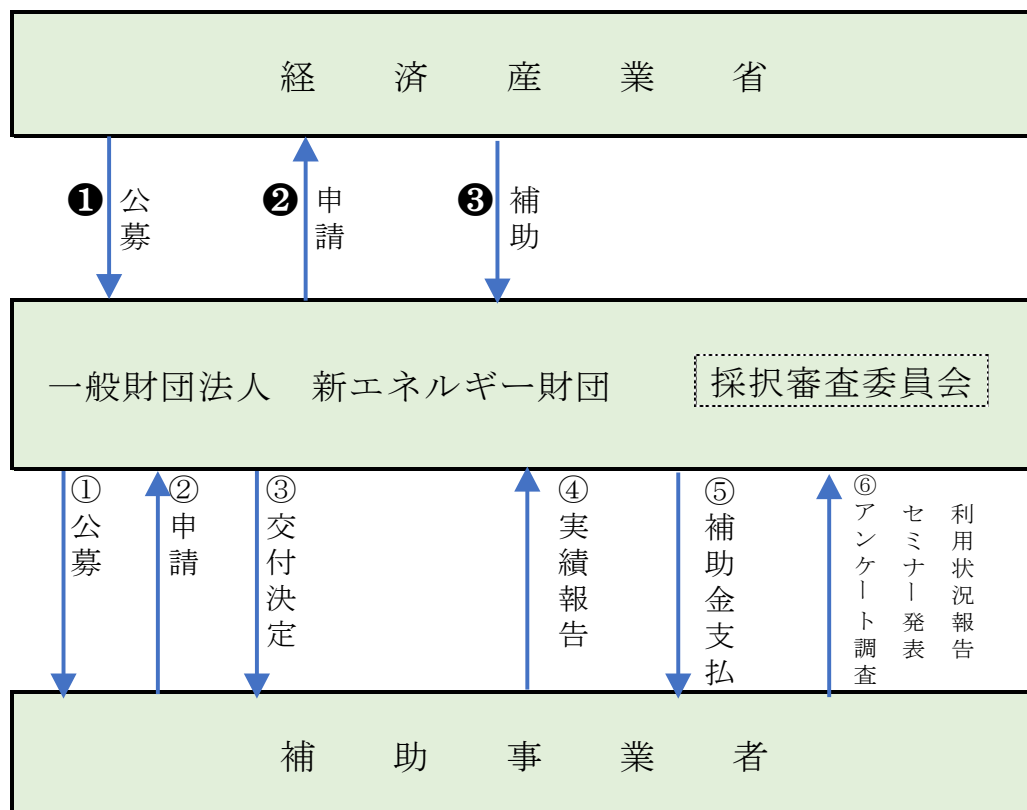 経済産業省
❶公募
❷申請
❸補助
一般財団法人　新エネルギー財団
採択審査委員会
①公募
②申請
③交付決定
④実績報告
⑤補助金支払
⑥アンケート調査
セミナー発表
利用状況報告
補助事業者